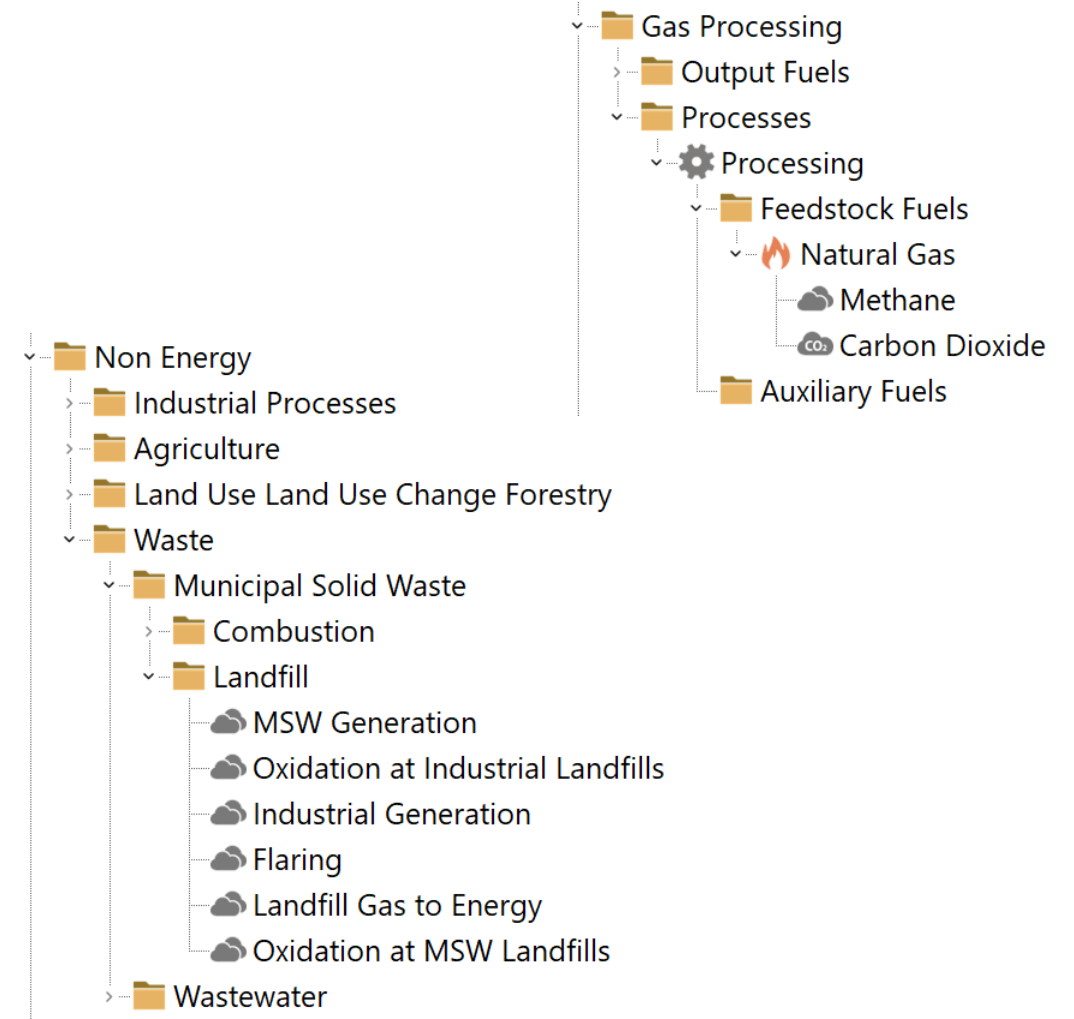 Gas Processing
Output Fuels
Processes
Processing
Feedstock Fuels
Natural Gas
Methane
CO₂ Carbon Dioxide
Auxiliary Fuels
Non Energy
Industrial Processes
Agriculture
Land Use Land Use Change Forestry
Waste
Municipal Solid Waste
Combustion
Landfill
MSW Generation
Oxidation at Industrial Landfills
Industrial Generation
Flaring
Landfill Gas to Energy
Oxidation at MSW Landfills
Wastewater